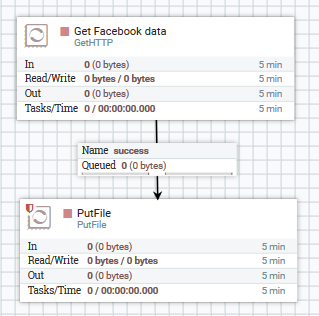 Get Facebook data
GetHTTP
In 0 (0 bytes) 5 min
Read/Write 0 bytes / 0 bytes 5 min
Out 0 (0 bytes) 5 min
Tasks/Time 0 / 00:00:00.000 5 min
Name success
Queued 0 (0 bytes)
PutFile
PutFile
In 0 (0 bytes) 5 min
Read/Write 0 bytes / 0 bytes 5 min
Out 0 (0 bytes) 5 min
Tasks/Time 0 / 00:00:00.000 5 min